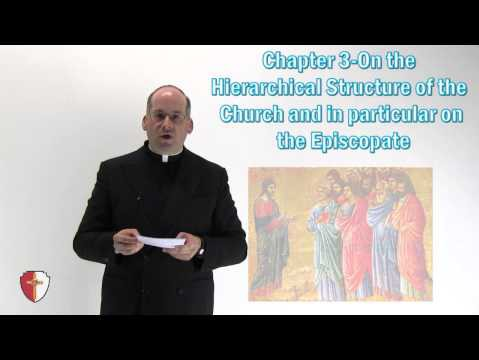 Chapter 3-On the
Hierarchical Structure of the
Church and in particular on
the Episcopate